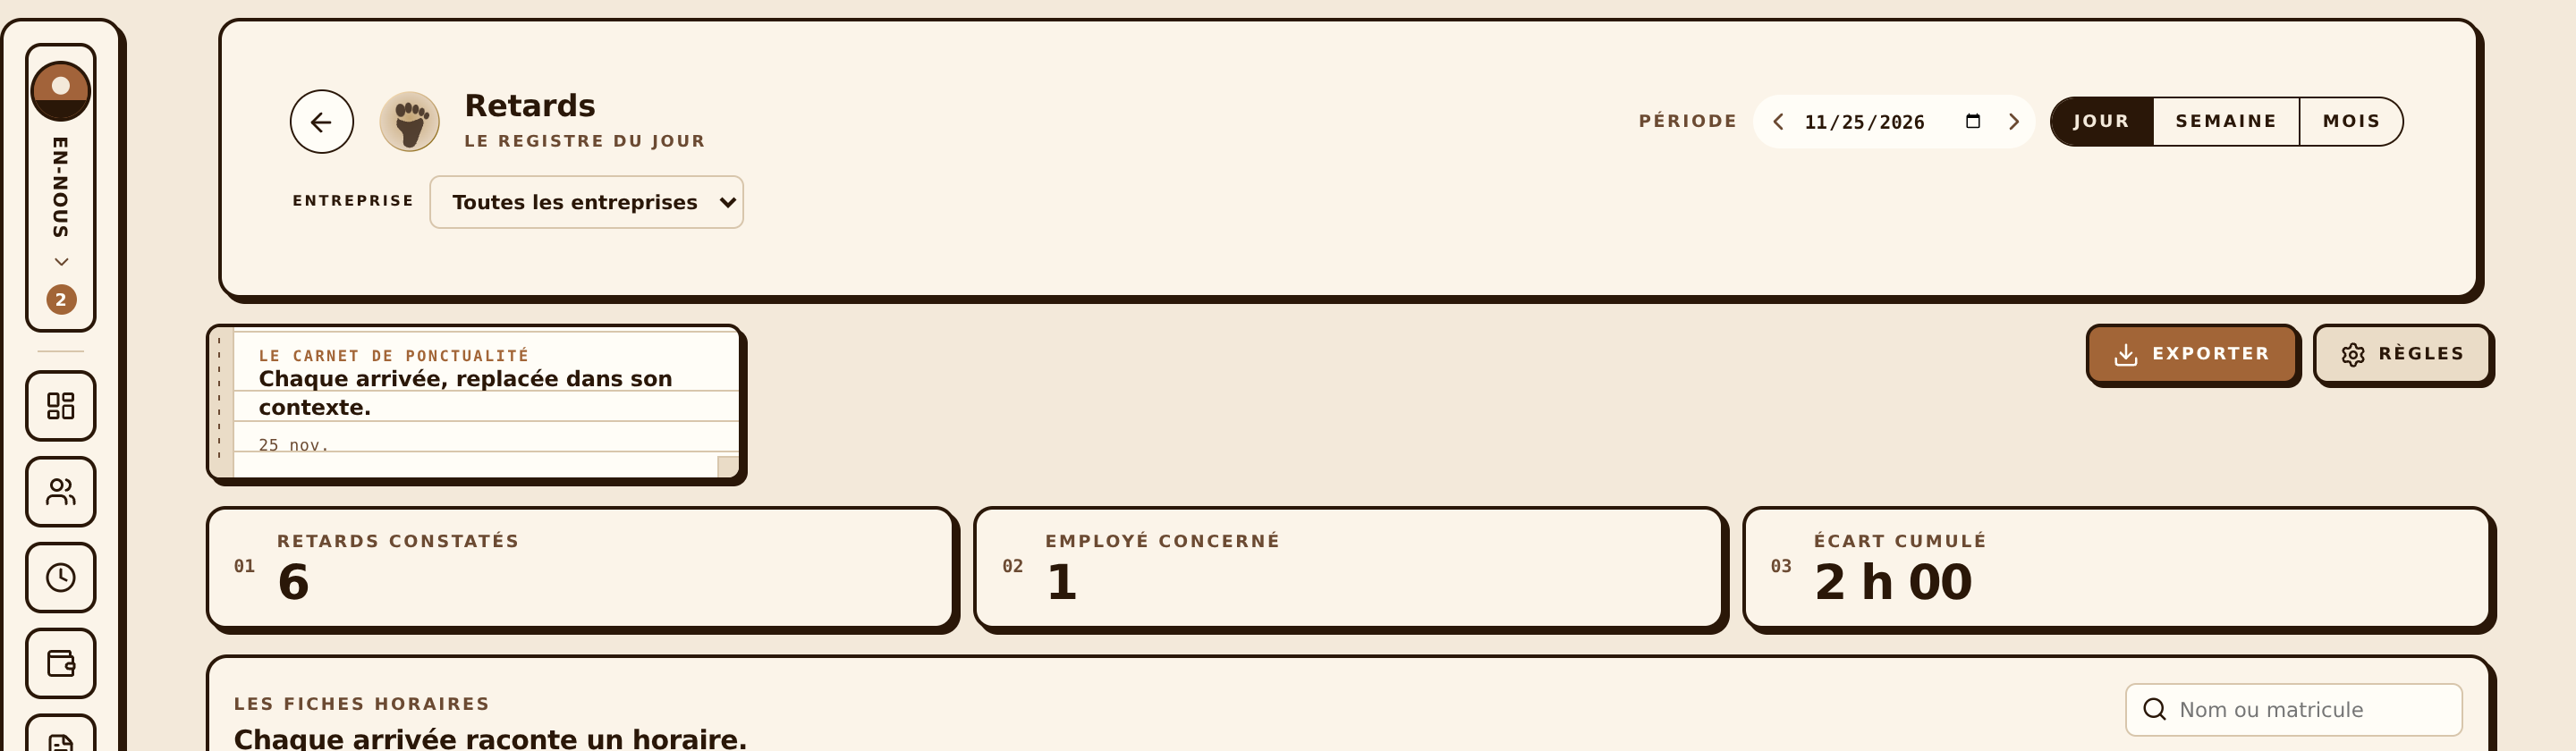 EN-NOUS
2
Retards
LE REGISTRE DU JOUR
PÉRIODE
11/25/2026
JOUR
SEMAINE
MOIS
ENTREPRISE
Toutes les entreprises
LE CARNET DE PONCTUALITÉ
Chaque arrivée, replacée dans son
contexte.
25 nov.
EXPORTER
RÈGLES
01
RETARDS CONSTATÉS
6
02
EMPLOYÉ CONCERNÉ
1
03
ÉCART CUMULÉ
2 h 00
LES FICHES HORAIRES
Chaque arrivée raconte un horaire.
Nom ou matricule